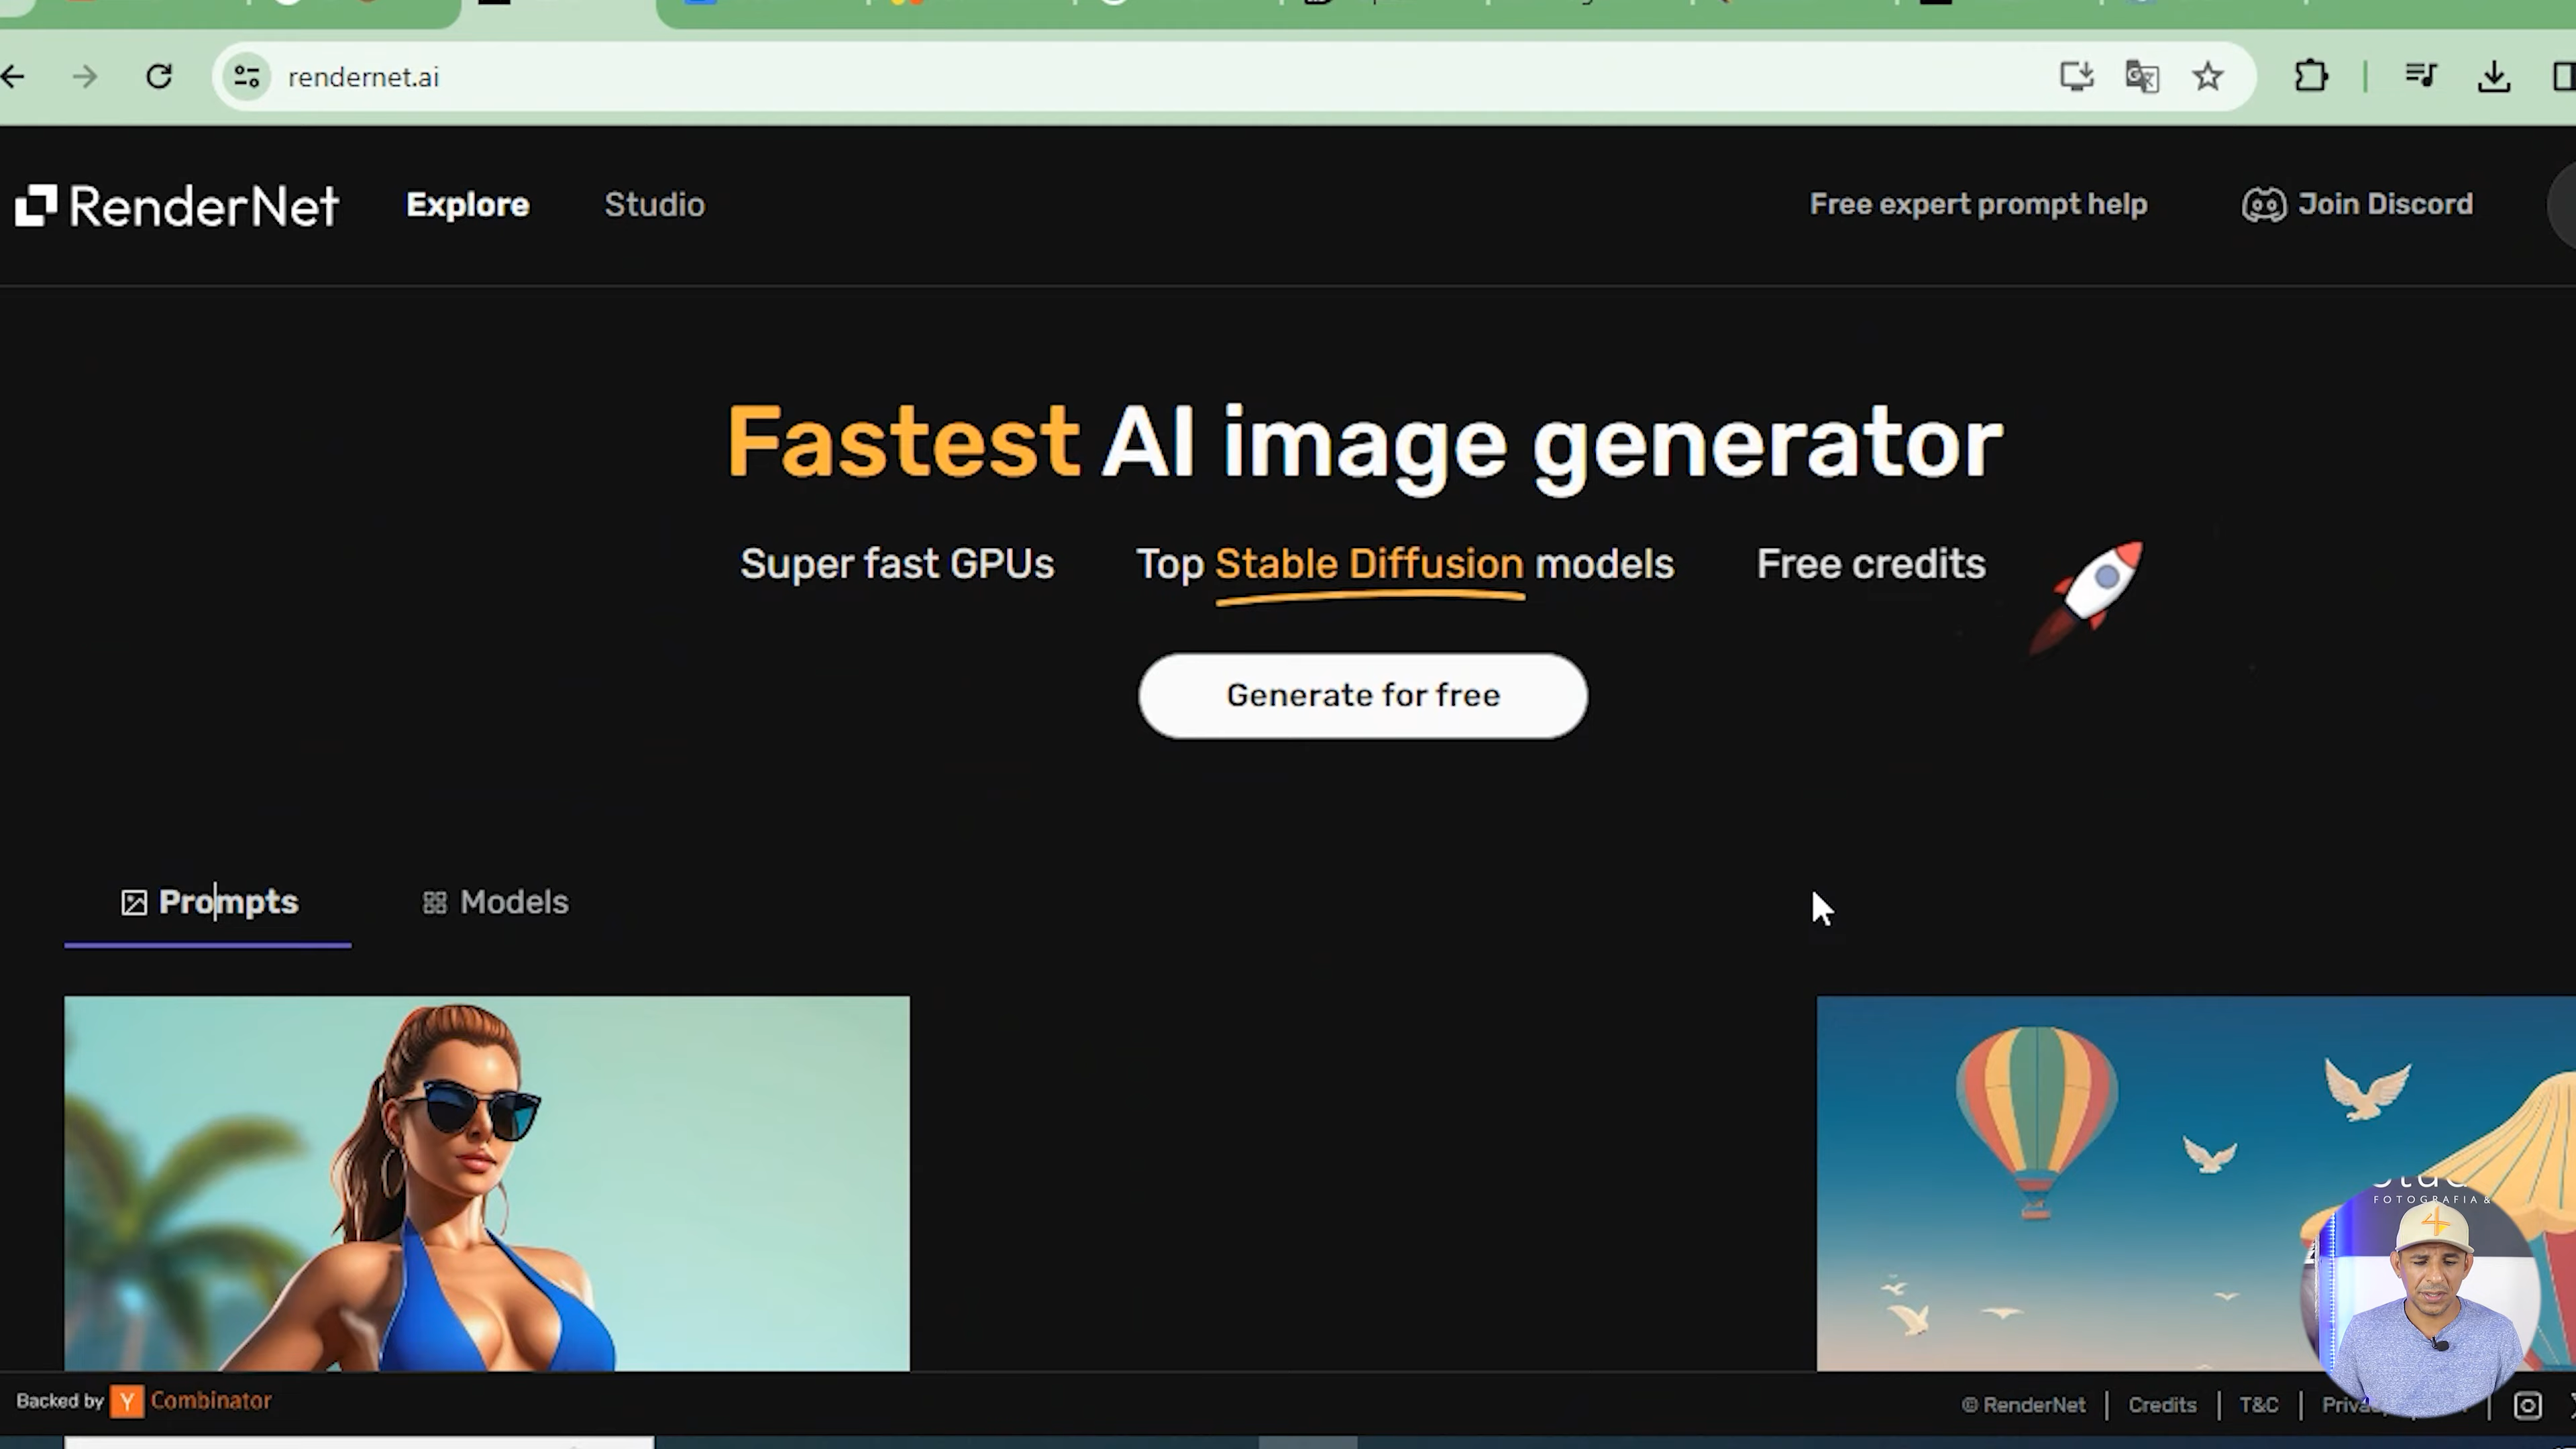 rendernet.ai
RenderNet Explore Studio Free expert prompt help Join Discord
Fastest AI image generator
Super fast GPUs Top Stable Diffusion models Free credits
Generate for free
Prompts Models
FOTOGRAFIA &
Backed by Y Combinator
© RenderNet | Credits | T&C |